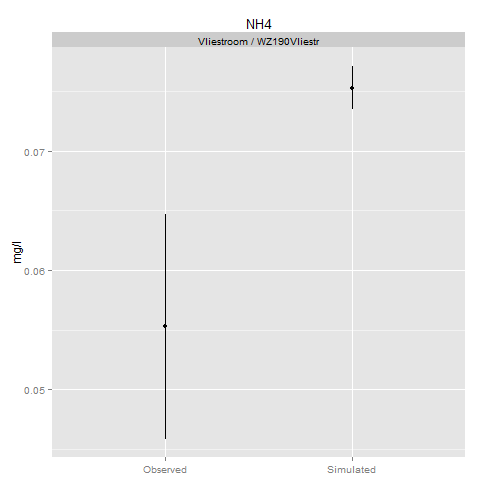 NH4
Vliestroom / WZ190Vliestr
0.07
0.06
0.05
mg/l
Observed
Simulated